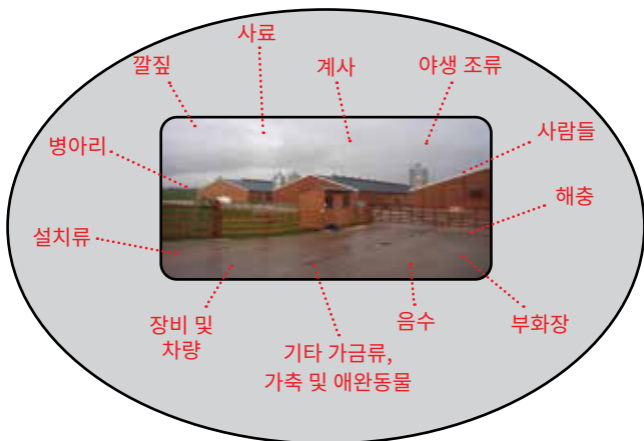 사료
깔짚
계사
야생 조류
병아리
사람들
해충
설치류
장비 및
차량
기타 가금류,
가축 및 애완동물
음수
부화장